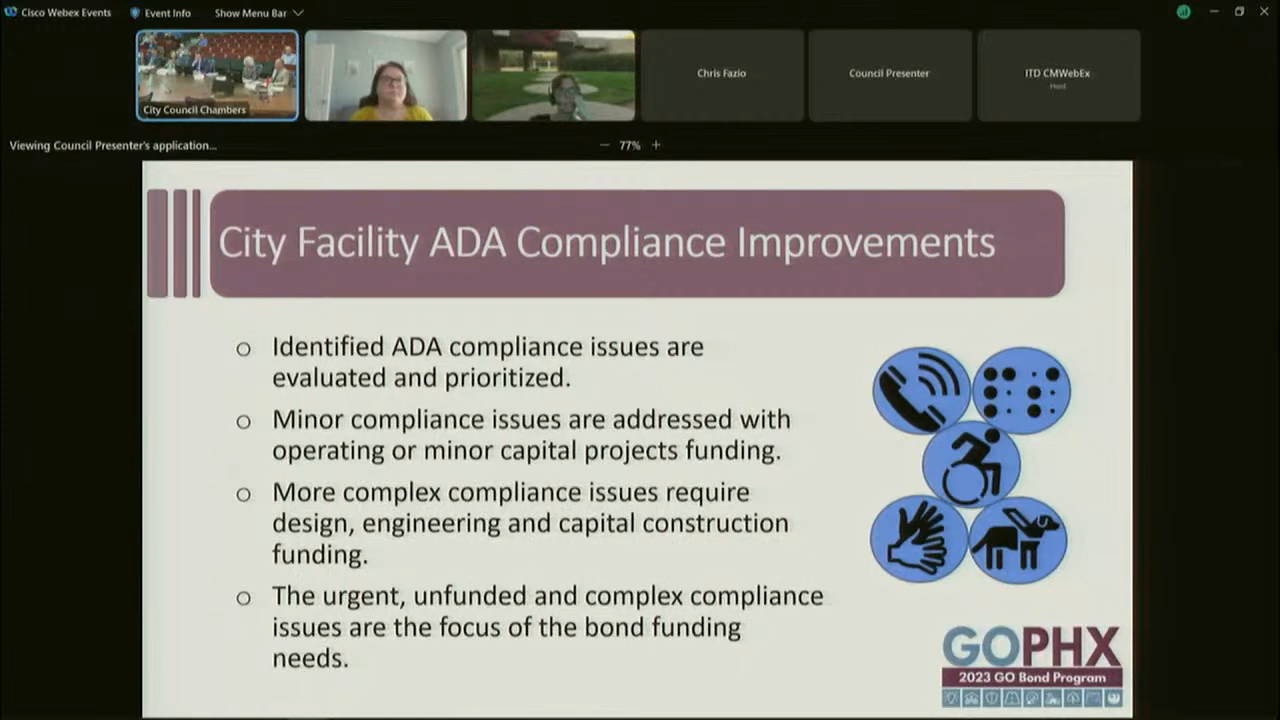 Cisco Webex Events
Event Info
Show Menu Bar
City Council Chambers
Chris Fazio
Council Presenter
ITD CMWebEx
Host
Viewing Council Presenter's application...
77%
City Facility ADA Compliance Improvements
Identified ADA compliance issues are
evaluated and prioritized.
Minor compliance issues are addressed with
operating or minor capital projects funding.
More complex compliance issues require
design, engineering and capital construction
funding.
The urgent, unfunded and complex compliance
issues are the focus of the bond funding
needs.
GOPHX
2023 GO Bond Program